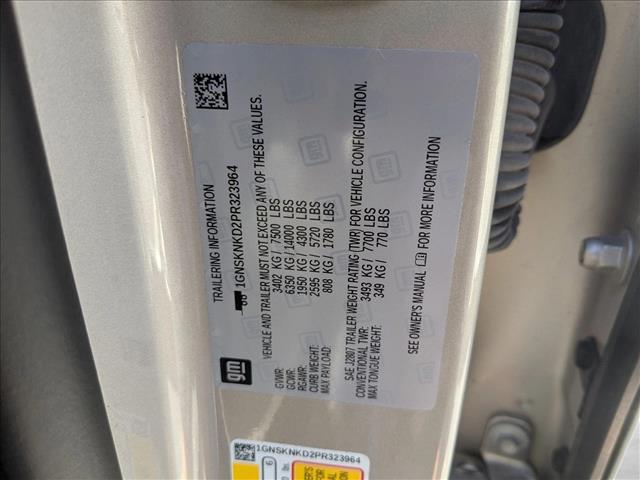 TRAILERING INFORMATION
1GNSKNKD2PR323964
VEHICLE AND TRAILER MUST NOT EXCEED ANY OF THESE VALUES.
GVWR: 3402 KG / 7500 LBS
GCWR: 6350 KG / 14000 LBS
RGAWR: 1950 KG / 4300 LBS
CURB WEIGHT: 2595 KG / 5720 LBS
MAX PAYLOAD: 808 KG / 1780 LBS
SAE J2807 TRAILER WEIGHT RATING (TWR) FOR VEHICLE CONFIGURATION.
CONVENTIONAL TWR: 3493 KG / 7700 LBS
MAX TONGUE WEIGHT: 349 KG / 770 LBS
SEE OWNER'S MANUAL FOR MORE INFORMATION
gm
1GNSKNKD2PR323964